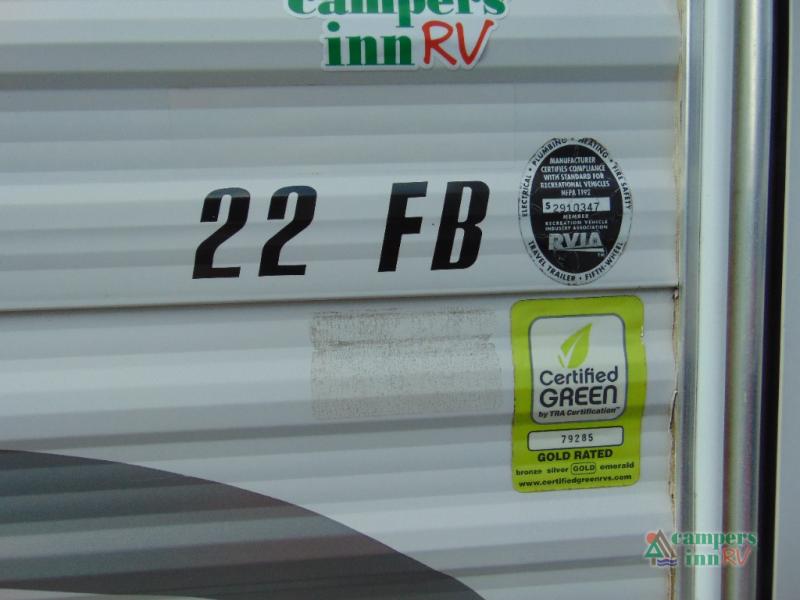 campers
inn RV
22 FB
ELECTRICAL • PLUMBING • HEATING • FIRE SAFETY
MANUFACTURER
CERTIFIES COMPLIANCE
WITH STANDARD FOR
RECREATIONAL VEHICLES
NFPA 1192
S 2910347
MEMBER
RECREATION VEHICLE
INDUSTRY ASSOCIATION
RVIA
TM
TRAVEL TRAILER • FIFTH-WHEEL
Certified
GREEN
by TRA Certification™
79285
GOLD RATED
bronze silver GOLD emerald
www.certifiedgreenrvs.com
campers
inn RV